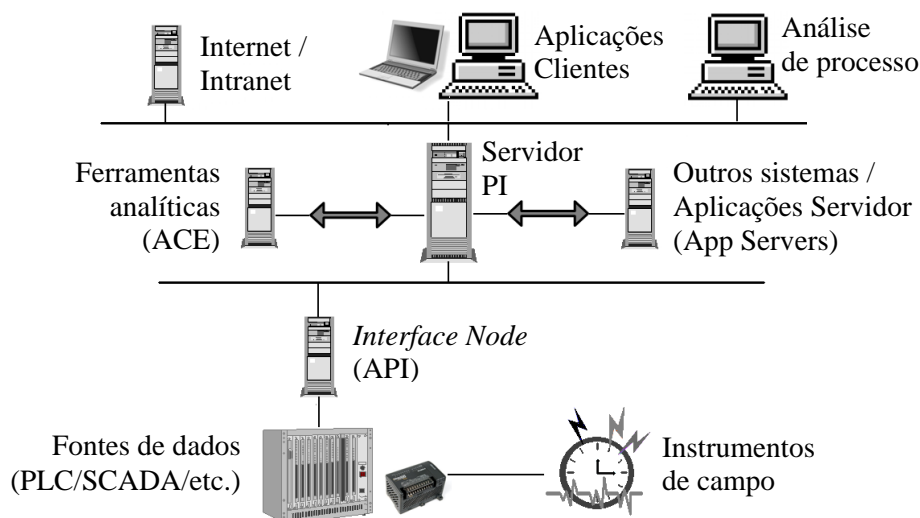 Internet /
Intranet
Aplicações
Clientes
Análise
de processo
Ferramentas
analíticas
(ACE)
Servidor
PI
Outros sistemas /
Aplicações Servidor
(App Servers)
Interface Node
(API)
Fontes de dados
(PLC/SCADA/etc.)
Instrumentos
de campo